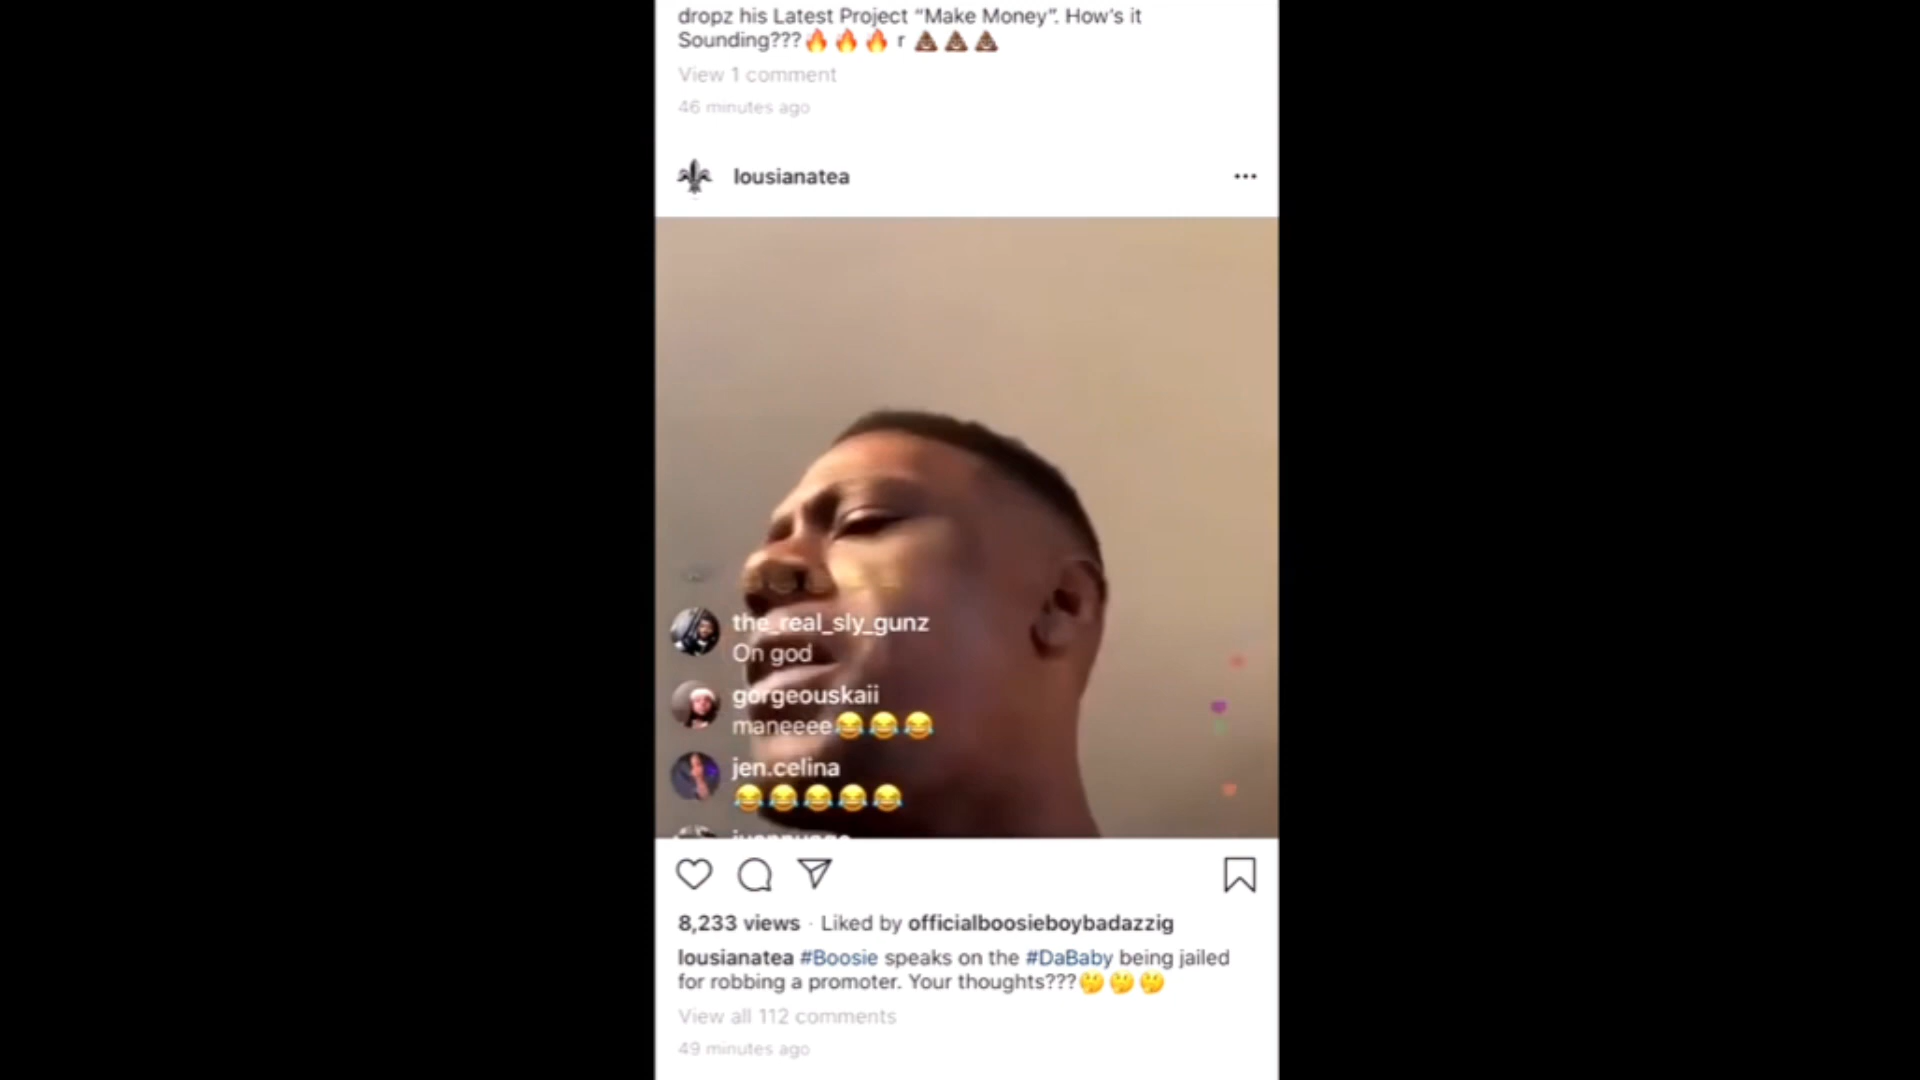 dropz his Latest Project “Make Money”. How’s it
Sounding???🔥🔥🔥 r 💩💩💩
View 1 comment
46 minutes ago
lousianatea
the_real_sly_gunz
On god
gorgeouskaii
maneeee😂😂😂
jen.celina
😂😂😂😂😂
8,233 views · Liked by officialboosieboybadazzig
lousianatea #Boosie speaks on the #DaBaby being jailed
for robbing a promoter. Your thoughts???🤔🤔🤔
View all 112 comments
49 minutes ago